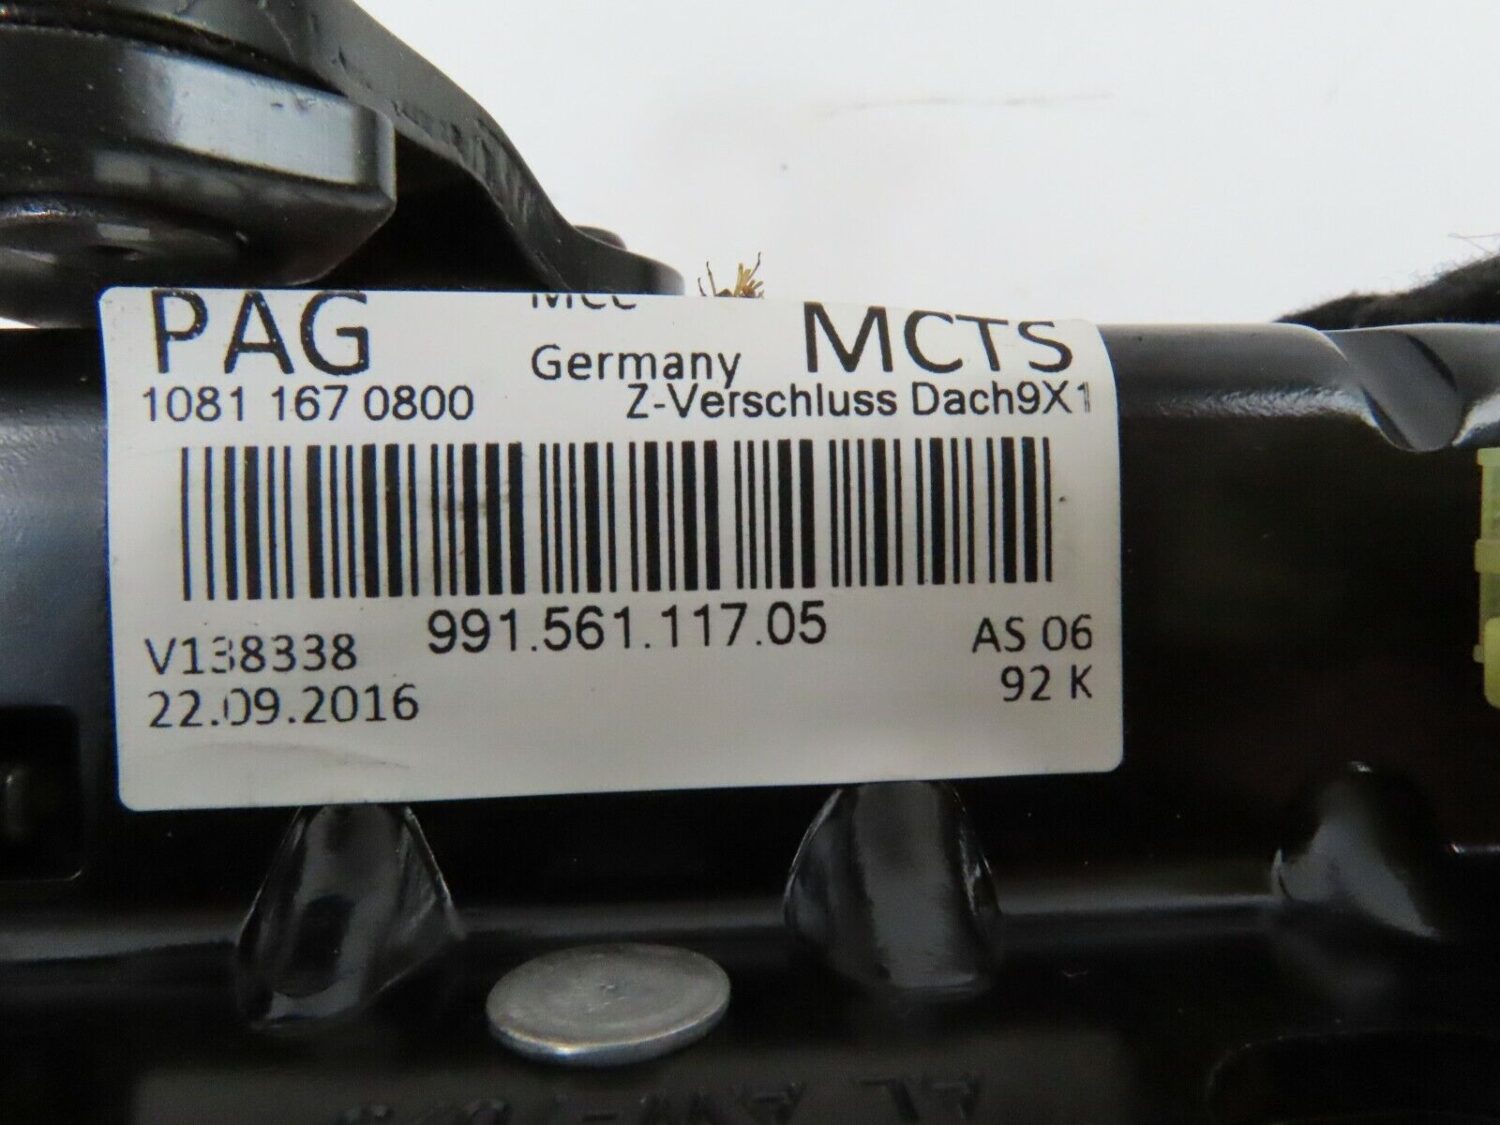 PAG MCTS
Germany
1081 167 0800 Z-Verschluss Dach9X1
991.561.117.05
V138338 AS 06
22.09.2016 92 K